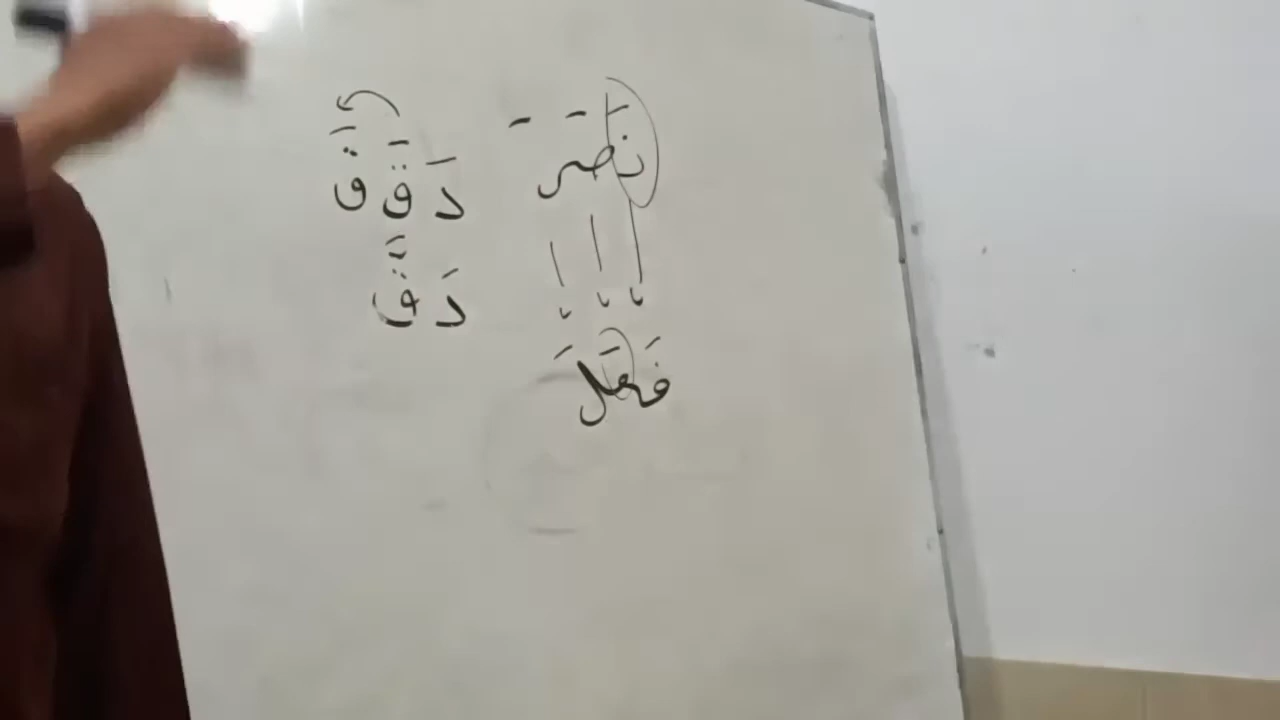 نَصَرَ
دَ قَ قَ
دَقَّ
فَعَلَ